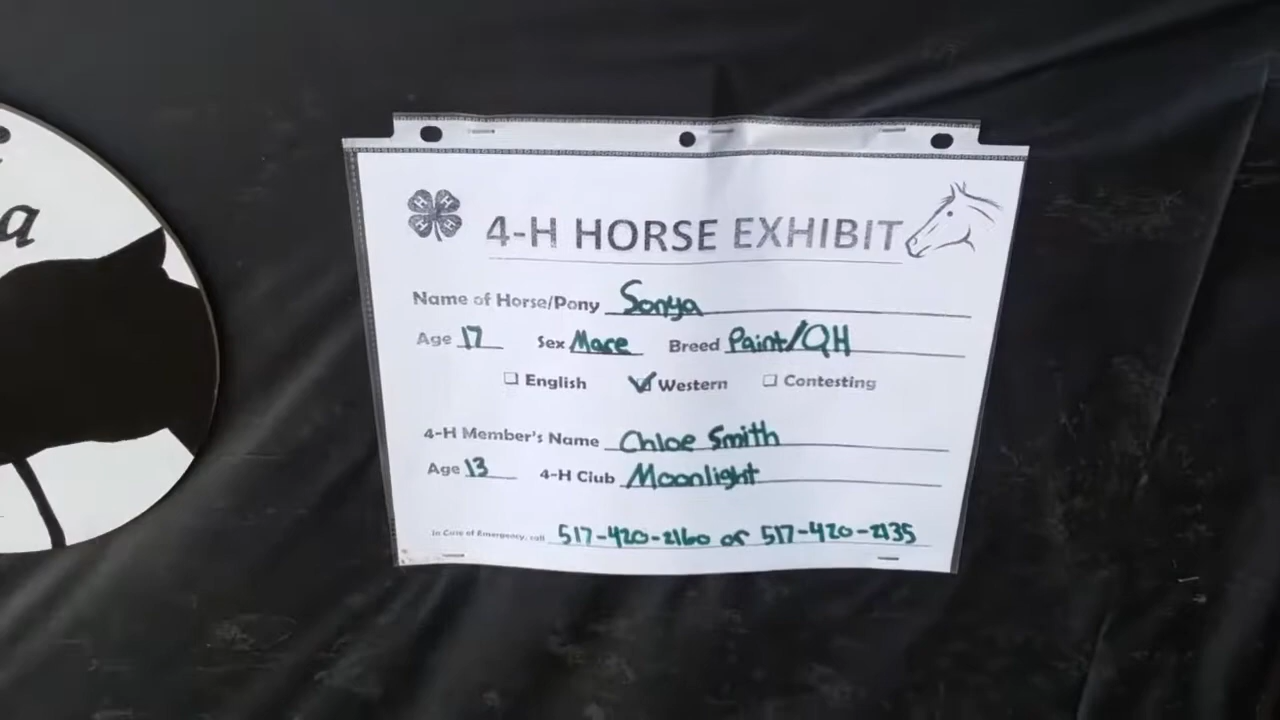 a
4-H HORSE EXHIBIT
Name of Horse/Pony Sonya
Age 17 Sex Mare Breed Paint/QH
☐ English ☑ Western ☐ Contesting
4-H Member's Name Chloe Smith
Age 13 4-H Club Moonlight
In Case of Emergency, call 517-420-2160 or 517-420-2135